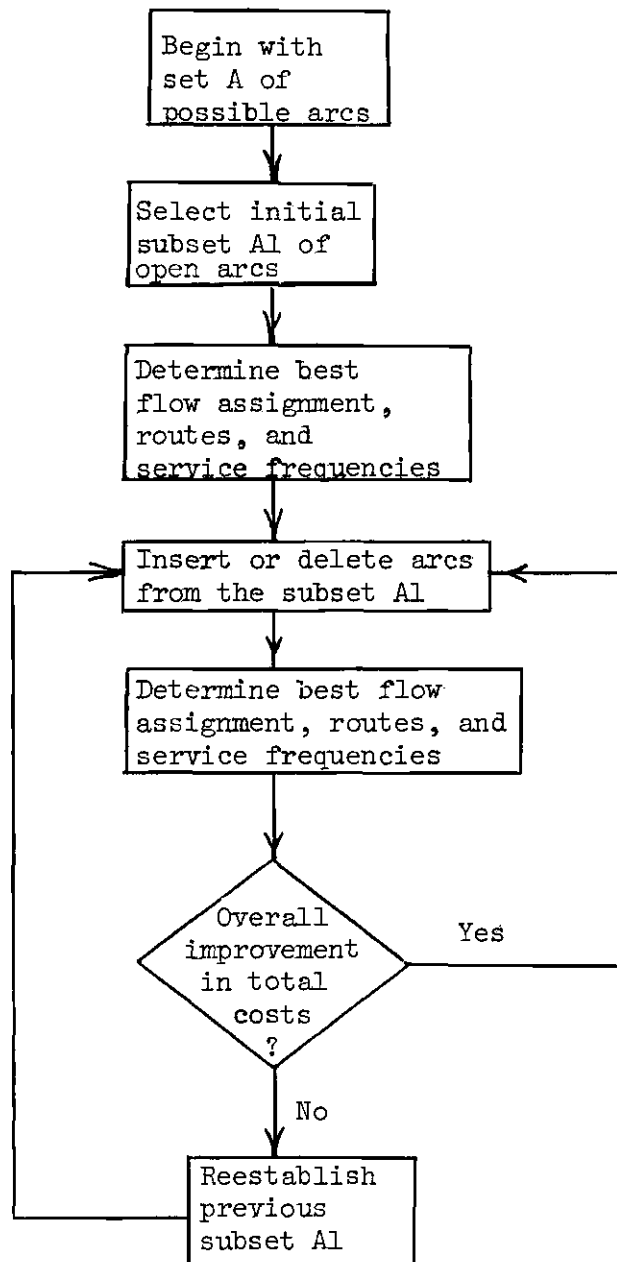 Begin with
set A of
possible arcs
Select initial
subset A1 of
open arcs
Determine best
flow assignment,
routes, and
service frequencies
Insert or delete arcs
from the subset A1
Determine best flow
assignment, routes, and
service frequencies
Overall
improvement
in total
costs
?
Yes
No
Reestablish
previous
subset A1